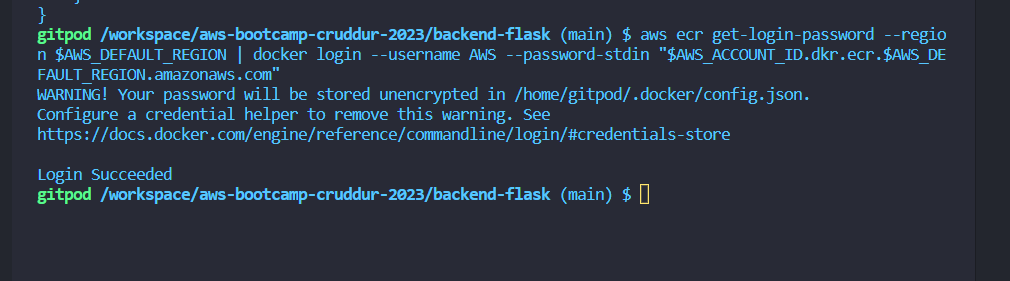 }
gitpod /workspace/aws-bootcamp-cruddur-2023/backend-flask (main) $ aws ecr get-login-password --regio
n $AWS_DEFAULT_REGION | docker login --username AWS --password-stdin "$AWS_ACCOUNT_ID.dkr.ecr.$AWS_DE
FAULT_REGION.amazonaws.com"
WARNING! Your password will be stored unencrypted in /home/gitpod/.docker/config.json.
Configure a credential helper to remove this warning. See
https://docs.docker.com/engine/reference/commandline/login/#credentials-store
Login Succeeded
gitpod /workspace/aws-bootcamp-cruddur-2023/backend-flask (main) $